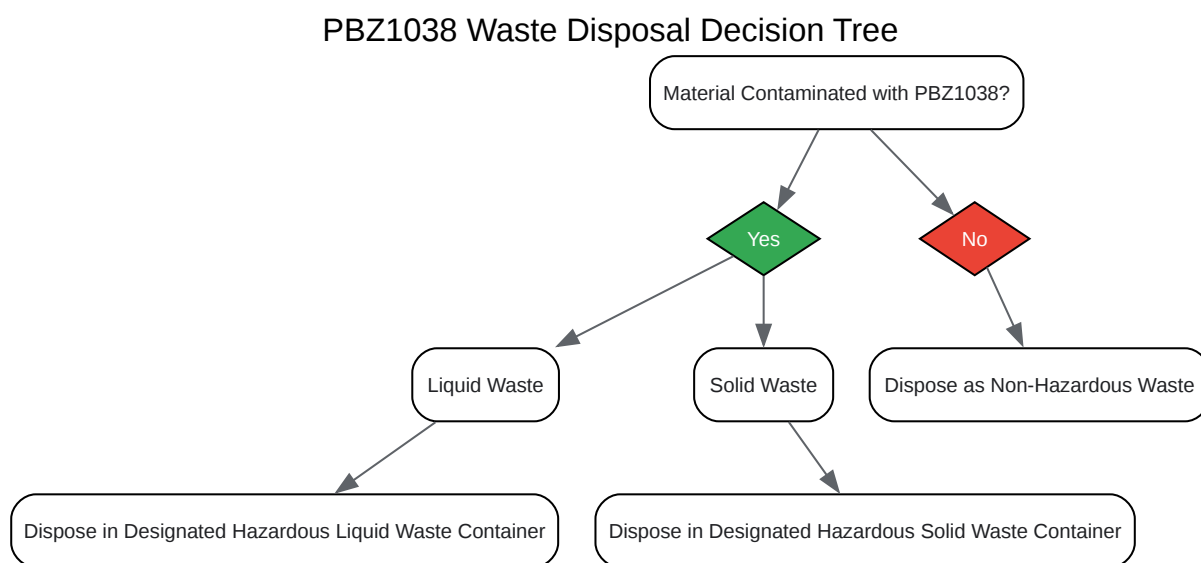 PBZ1038 Waste Disposal Decision Tree
Material Contaminated with PBZ1038?
Yes
No
Liquid Waste
Solid Waste
Dispose as Non-Hazardous Waste
Dispose in Designated Hazardous Liquid Waste Container
Dispose in Designated Hazardous Solid Waste Container